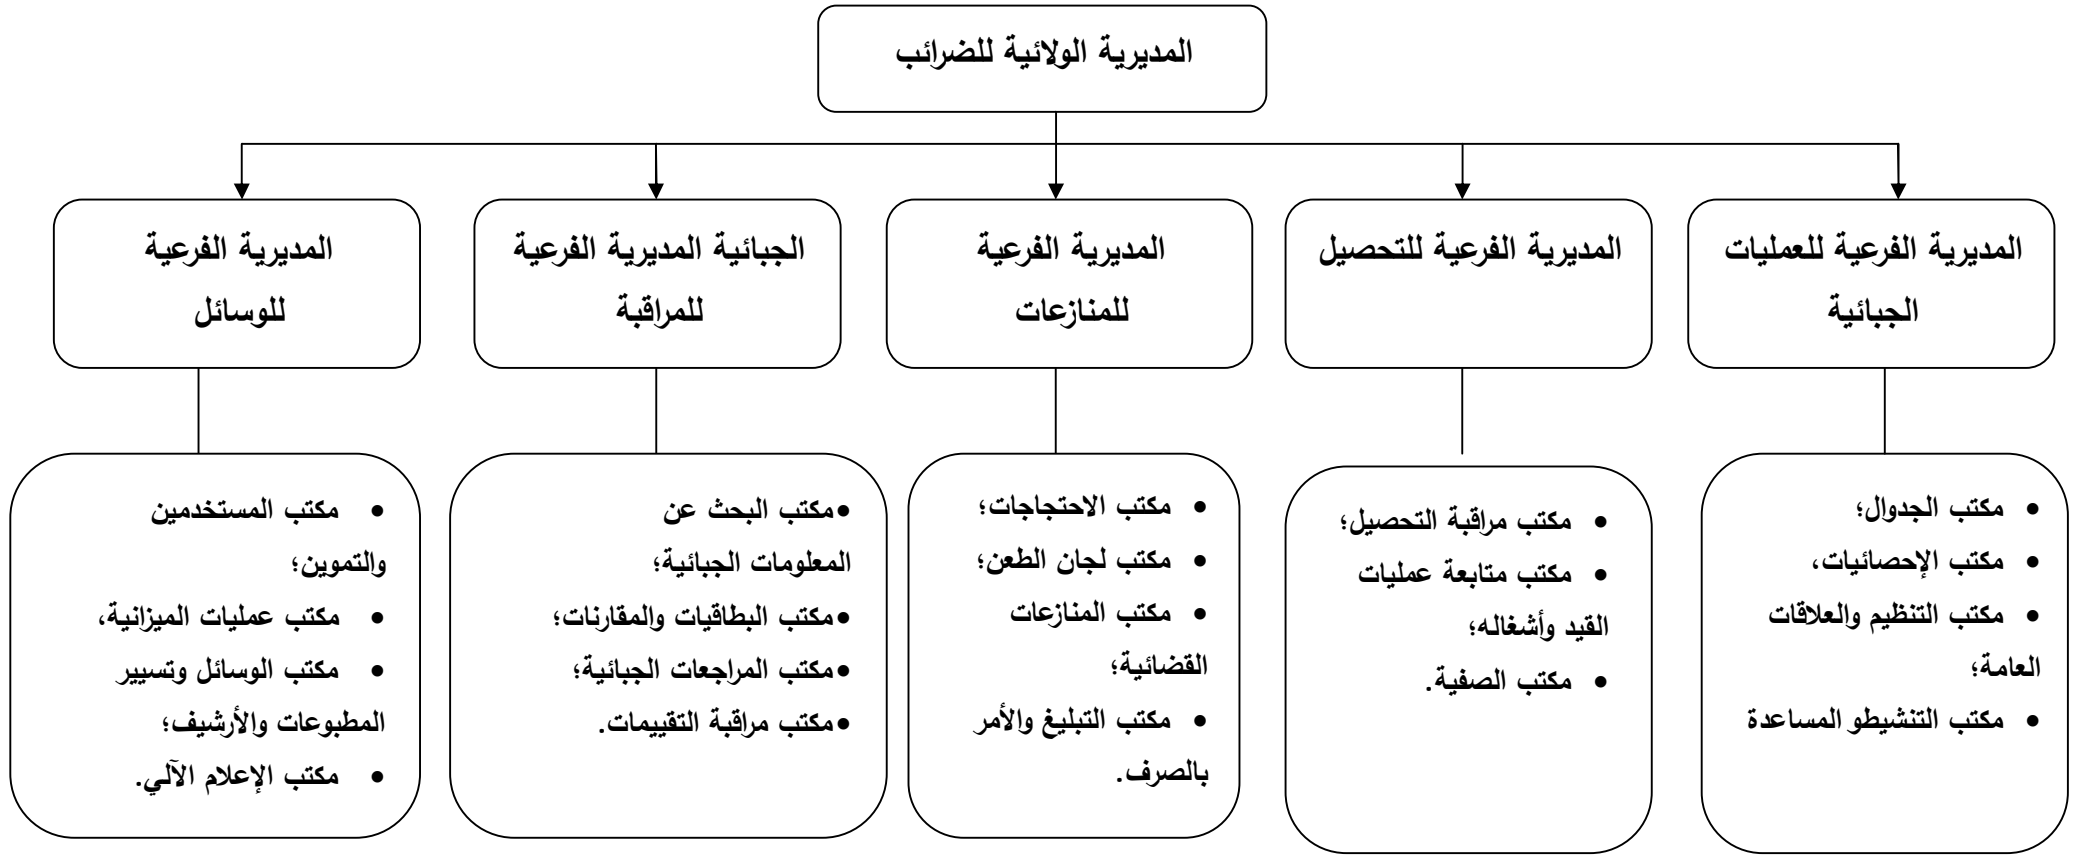 المديرية الولائية للضرائب
المديرية الفرعية للعمليات
الجبائية
المديرية الفرعية للتحصيل
المديرية الفرعية
للمنازعات
الجبائية المديرية الفرعية
للمراقبة
المديرية الفرعية
للوسائل
• مكتب الجدوال؛
• مكتب الإحصائيات،
• مكتب التنظيم والعلاقات
العامة؛
• مكتب التنشيطو المساعدة
• مكتب مراقبة التحصيل؛
• مكتب متابعة عمليات
القيد وأشغاله؛
• مكتب الصفية.
• مكتب الاحتجاجات؛
• مكتب لجان الطعن؛
• مكتب المنازعات
القضائية؛
• مكتب التبليغ والأمر
بالصرف.
•مكتب البحث عن
المعلومات الجبائية؛
•مكتب البطاقيات والمقارنات؛
•مكتب المراجعات الجبائية؛
•مكتب مراقبة التقييمات.
• مكتب المستخدمين
والتموين؛
• مكتب عمليات الميزانية،
• مكتب الوسائل وتسيير
المطبوعات والأرشيف؛
• مكتب الإعلام الآلي.